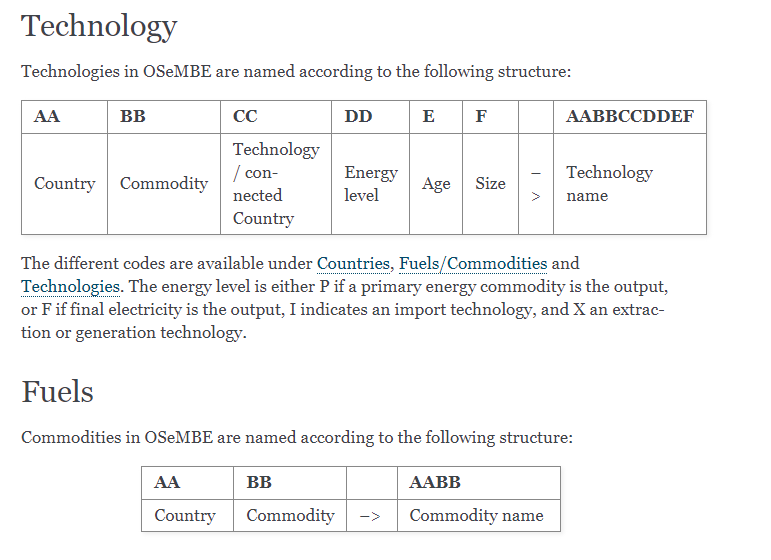 Technology
Technologies in OSeMBE are named according to the following structure:
AA BB CC DD E F AABBCCDDEF
Country Commodity Technology / con-nected Country Energy level Age Size –> Technology name
The different codes are available under Countries, Fuels/Commodities and
Technologies. The energy level is either P if a primary energy commodity is the output,
or F if final electricity is the output, I indicates an import technology, and X an extrac-
tion or generation technology.
Fuels
Commodities in OSeMBE are named according to the following structure:
AA BB AABB
Country Commodity –> Commodity name